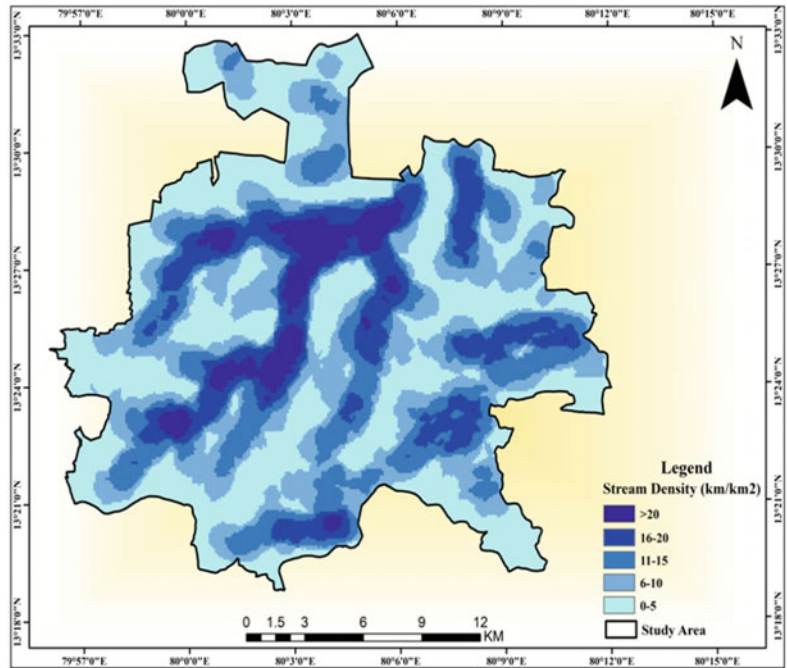 79°57'0"E 80°0'0"E 80°3'0"E 80°6'0"E 80°9'0"E 80°12'0"E 80°15'0"E
13°33'0"N 13°33'0"N
N
13°30'0"N 13°30'0"N
13°27'0"N 13°27'0"N
13°24'0"N 13°24'0"N
13°21'0"N 13°21'0"N
13°18'0"N 13°18'0"N
Legend
Stream Density (km/km2)
>20
16-20
11-15
6-10
0-5
Study Area
0 1.5 3 6 9 12
KM
79°57'0"E 80°0'0"E 80°3'0"E 80°6'0"E 80°9'0"E 80°12'0"E 80°15'0"E